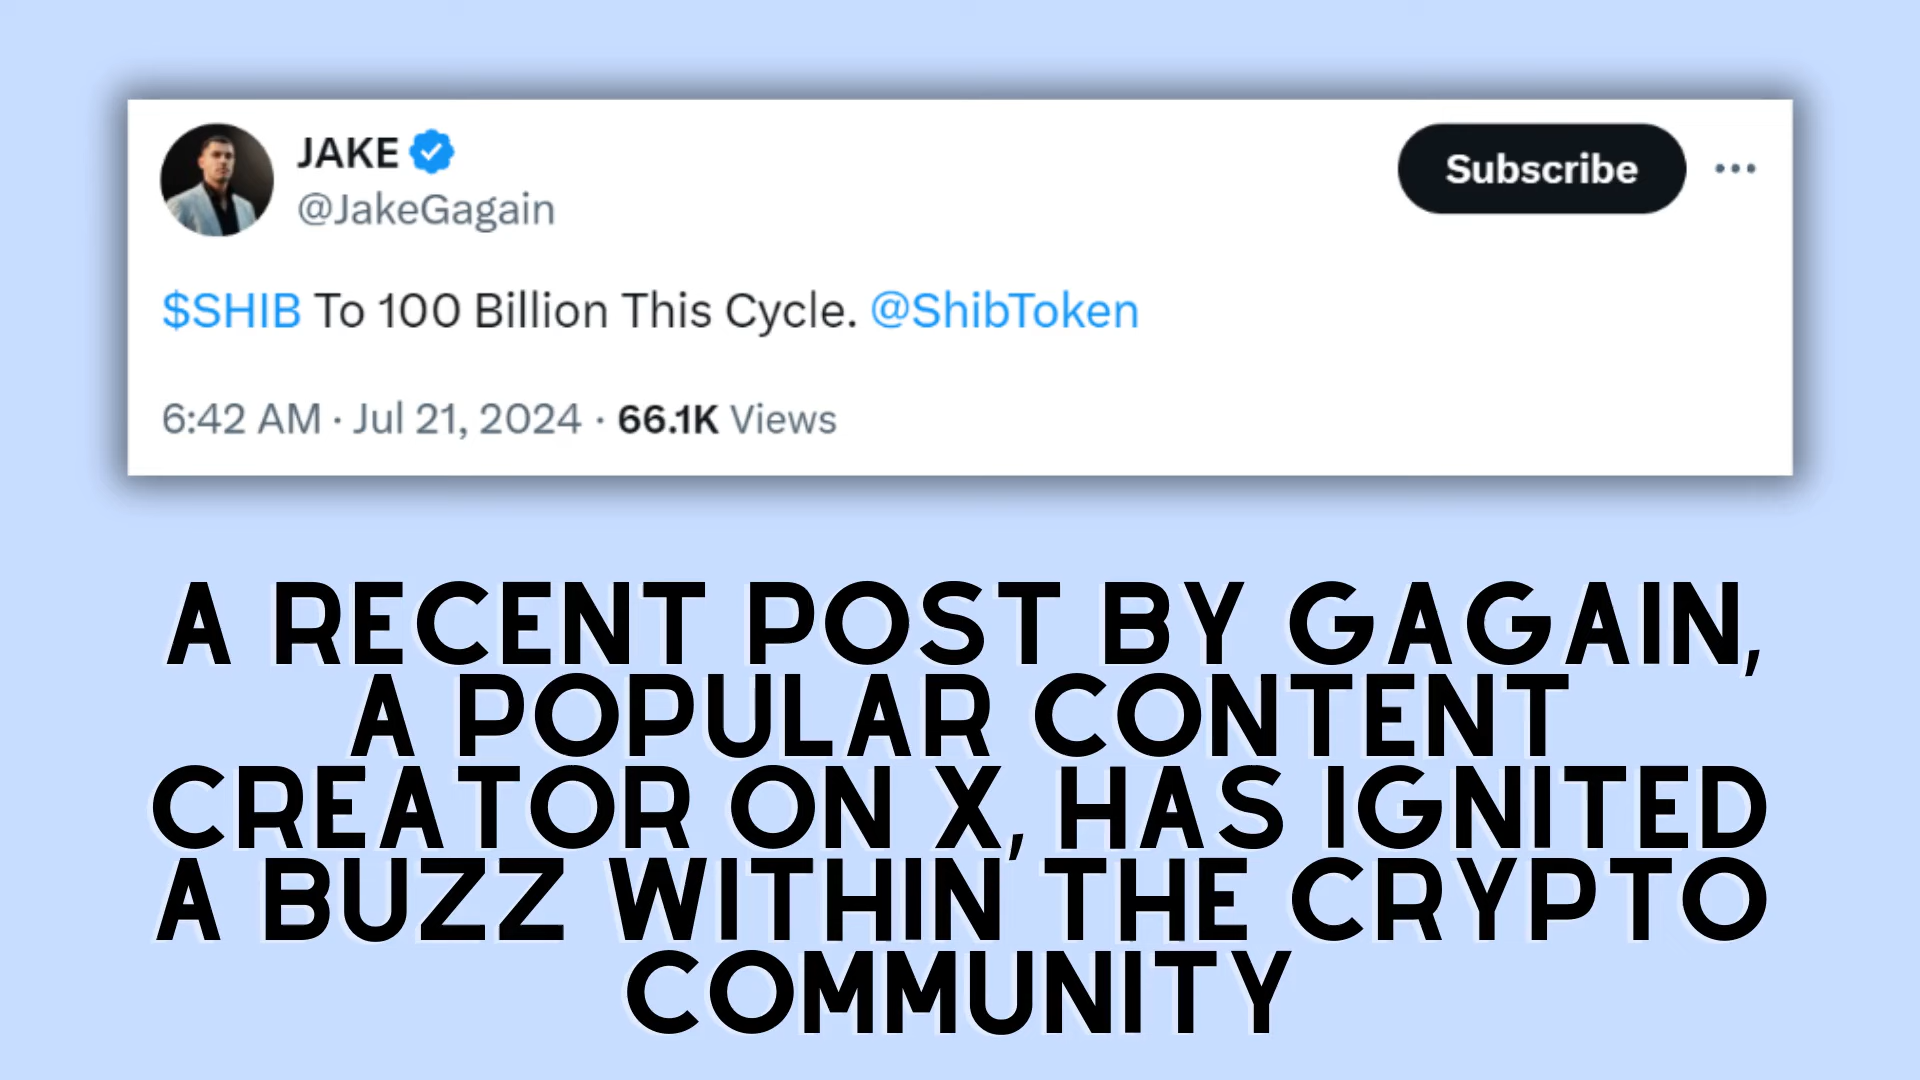 JAKE
@JakeGagain
Subscribe
$SHIB To 100 Billion This Cycle. @ShibToken
6:42 AM · Jul 21, 2024 · 66.1K Views
A RECENT POST BY GAGAIN,
A POPULAR CONTENT
CREATOR ON X, HAS IGNITED
A BUZZ WITHIN THE CRYPTO
COMMUNITY